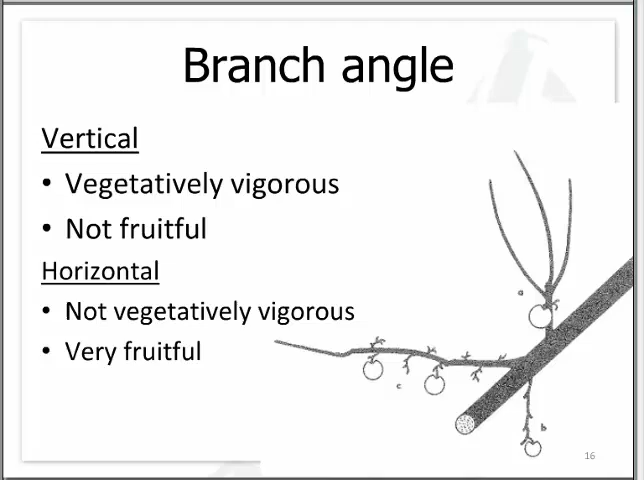 Branch angle
Vertical
• Vegetatively vigorous
• Not fruitful
Horizontal
• Not vegetatively vigorous
• Very fruitful
a
c
b
16